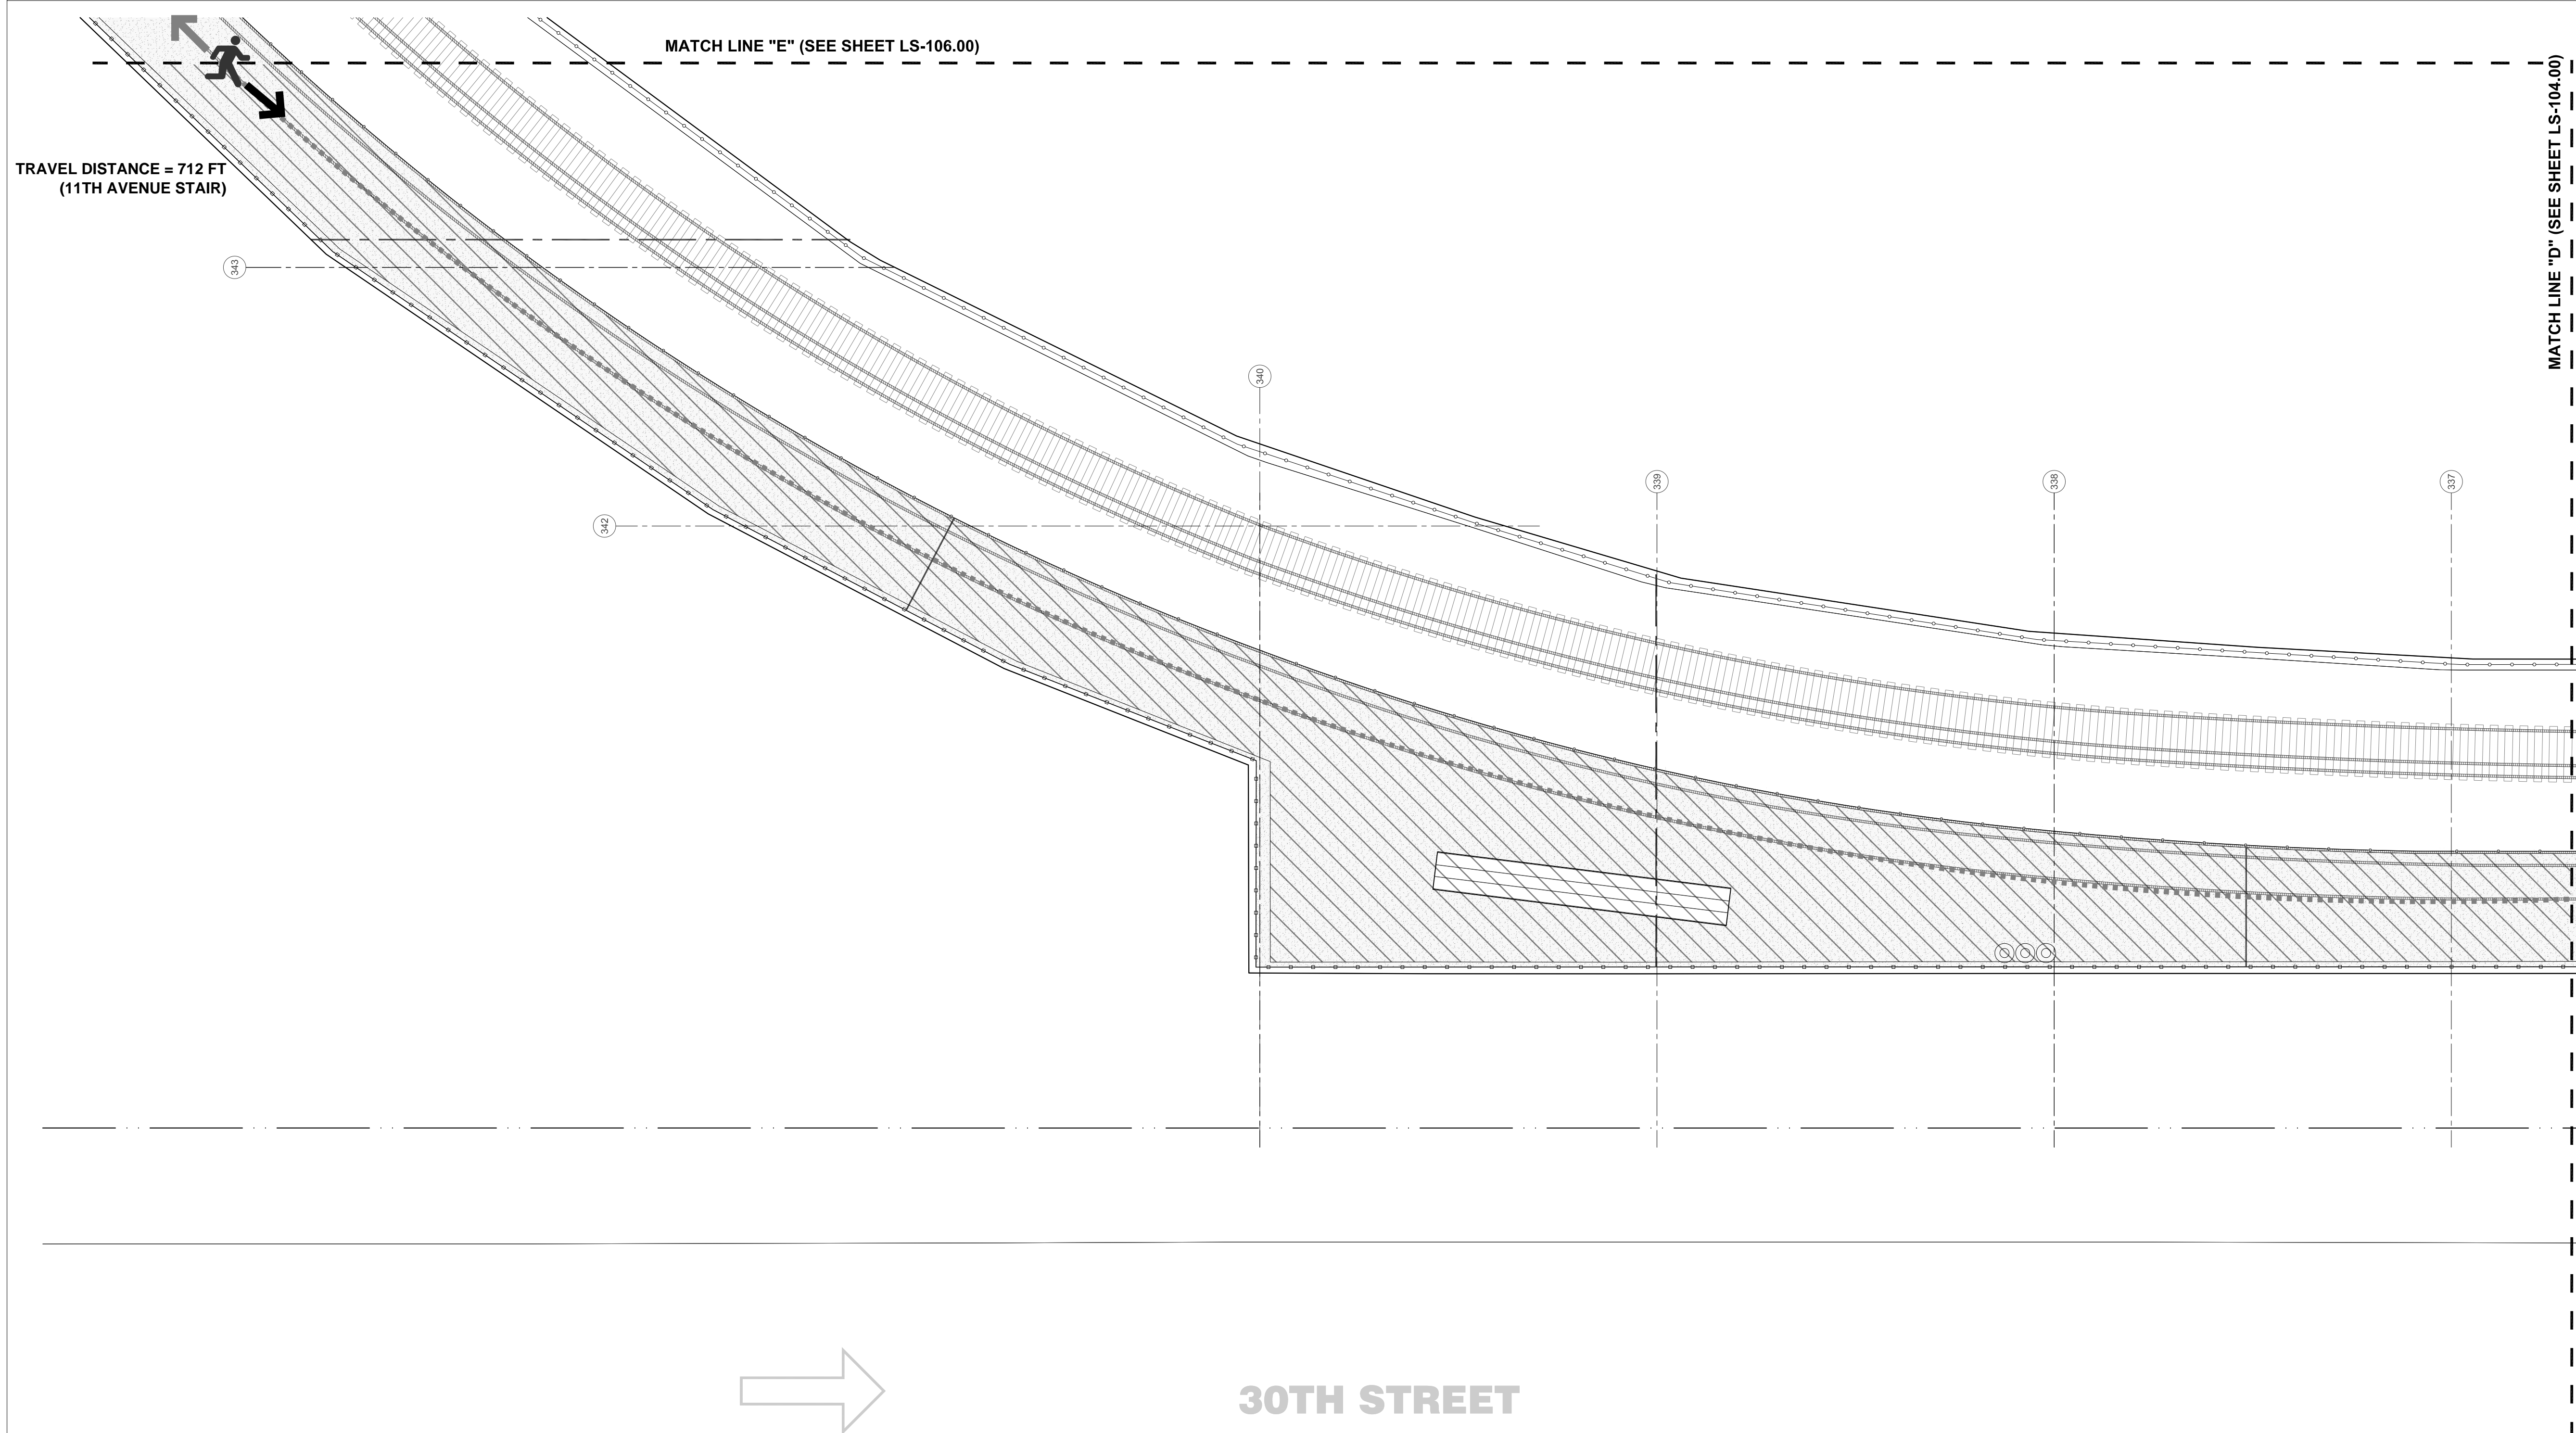 MATCH LINE "E" (SEE SHEET LS-106.00)
MATCH LINE "D" (SEE SHEET LS-104.00)
TRAVEL DISTANCE = 712 FT
(11TH AVENUE STAIR)
343
340
339
338
337
342
30TH STREET